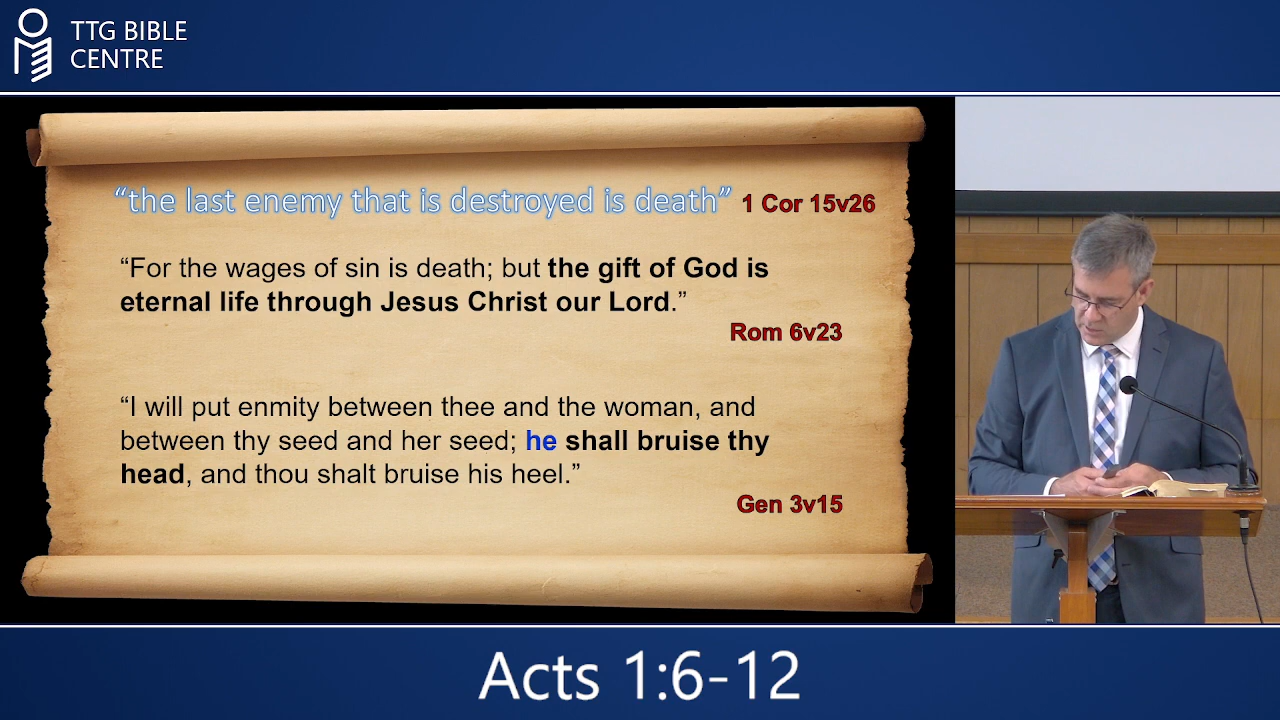 TTG BIBLE
CENTRE
“the last enemy that is destroyed is death” 1 Cor 15v26
“For the wages of sin is death; but the gift of God is
eternal life through Jesus Christ our Lord.”
Rom 6v23
“I will put enmity between thee and the woman, and
between thy seed and her seed; he shall bruise thy
head, and thou shalt bruise his heel.”
Gen 3v15
Acts 1:6-12